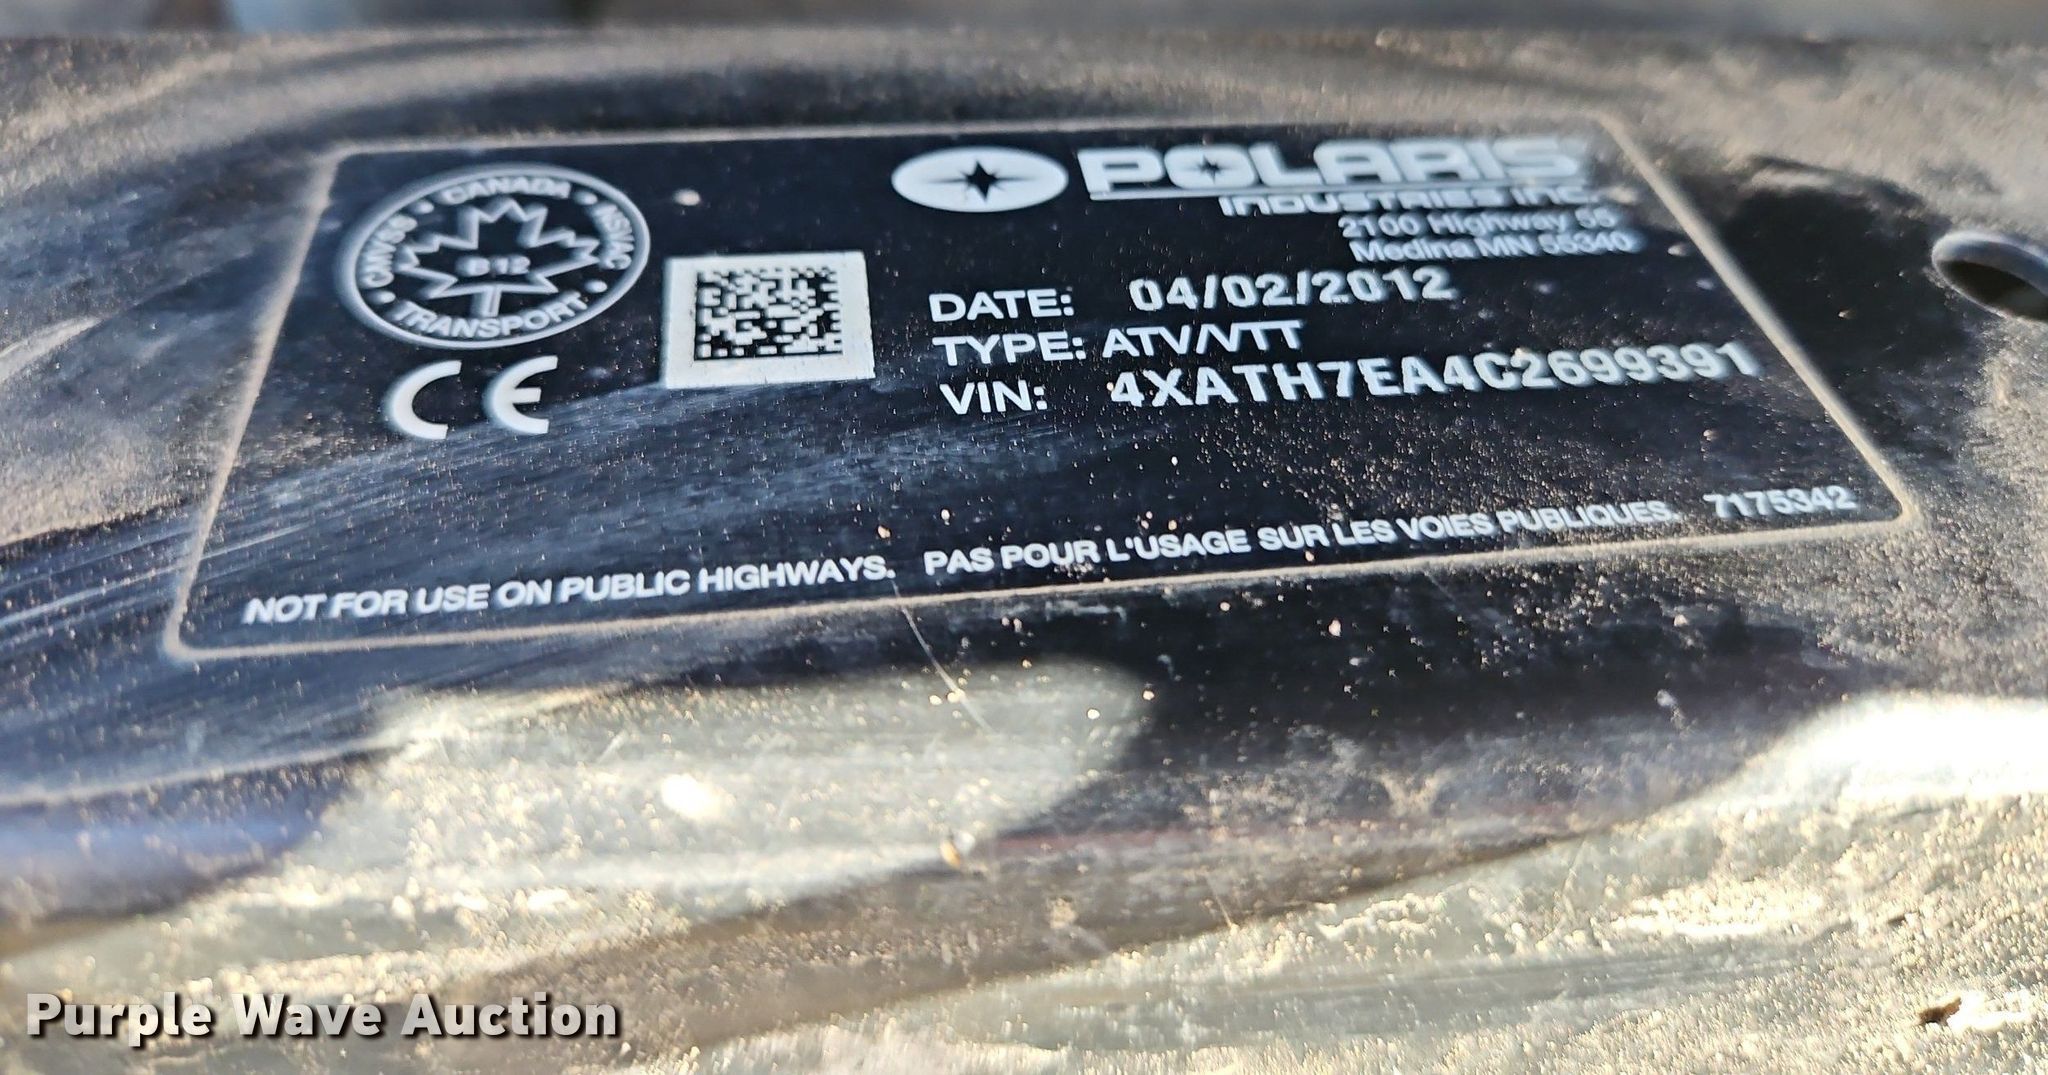 CANADA
CMVSS • • NSVMAC
012
• TRANSPORT •
CE
POLARIS
INDUSTRIES INC.
2100 Highway 55
Medina MN 55340
DATE: 04/02/2012
TYPE: ATV/VTT
VIN: 4XATH7EA4C2699391
NOT FOR USE ON PUBLIC HIGHWAYS. PAS POUR L'USAGE SUR LES VOIES PUBLIQUES. 7175342
Purple Wave Auction